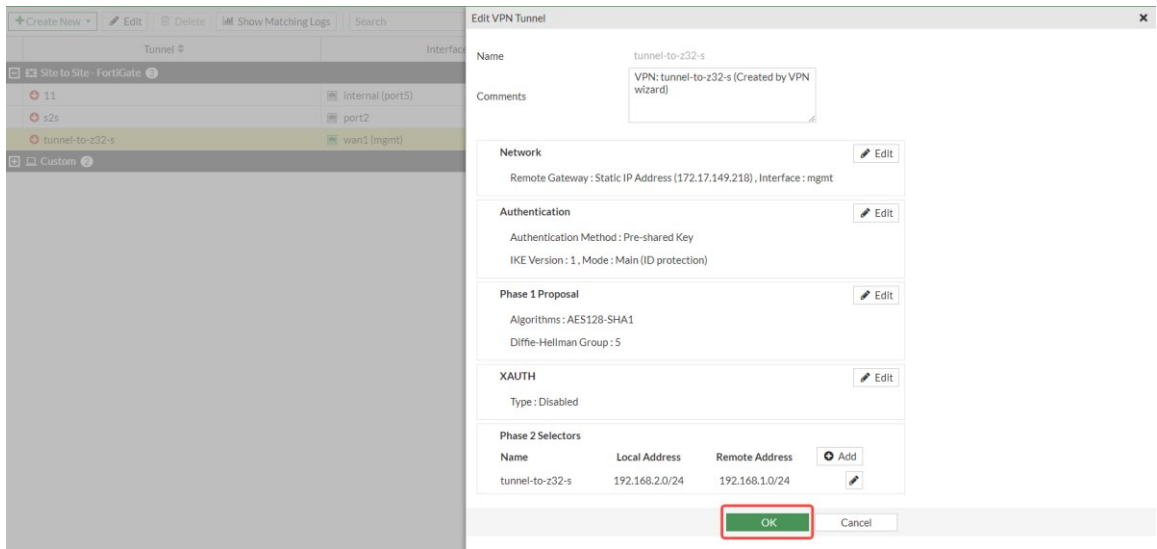 Create New Edit Delete Show Matching Logs Search
Tunnel Interface
Site to Site - FortiGate 3
11 internal (port5)
s2s port2
tunnel-to-z32-s wan1 (mgmt)
Custom 2
Edit VPN Tunnel
Name tunnel-to-z32-s
Comments VPN: tunnel-to-z32-s (Created by VPN
wizard)
Network Edit
Remote Gateway : Static IP Address (172.17.149.218) , Interface : mgmt
Authentication Edit
Authentication Method : Pre-shared Key
IKE Version : 1 , Mode : Main (ID protection)
Phase 1 Proposal Edit
Algorithms : AES128-SHA1
Diffie-Hellman Group : 5
XAUTH Edit
Type : Disabled
Phase 2 Selectors
Name Local Address Remote Address Add
tunnel-to-z32-s 192.168.2.0/24 192.168.1.0/24
OK Cancel